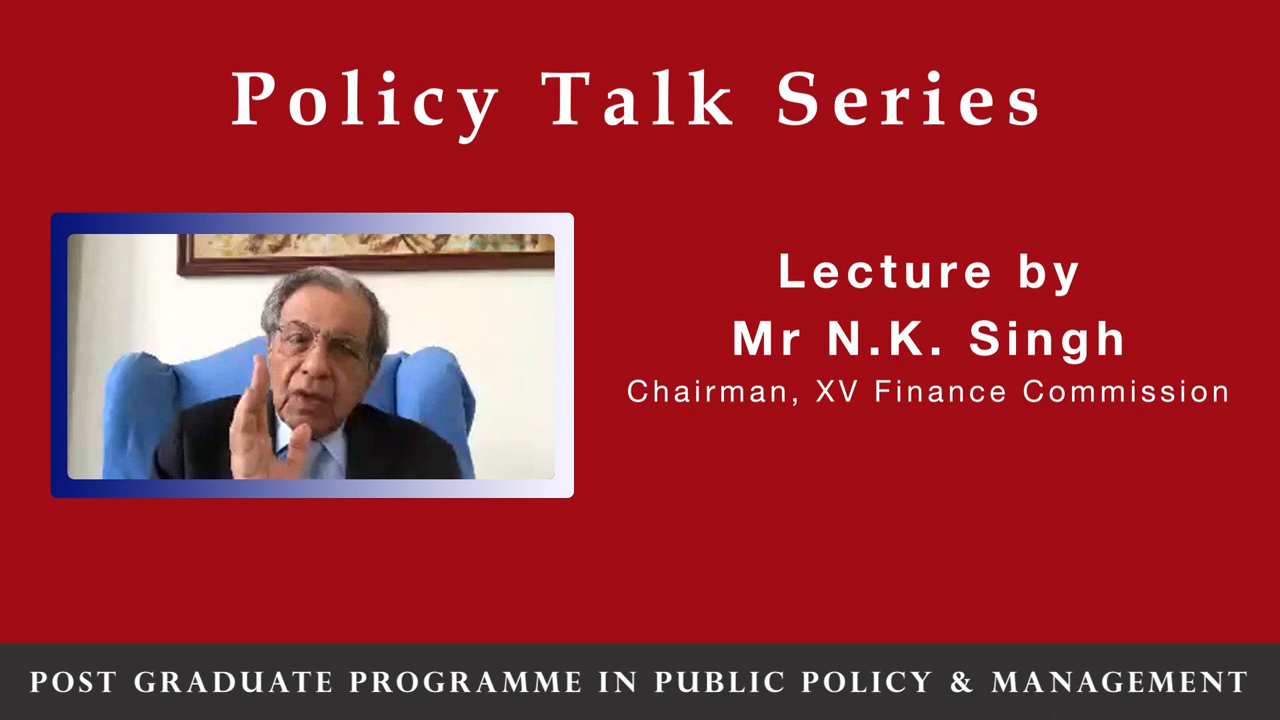 Policy Talk Series
Lecture by
Mr N.K. Singh
Chairman, XV Finance Commission
POST GRADUATE PROGRAMME IN PUBLIC POLICY & MANAGEMENT